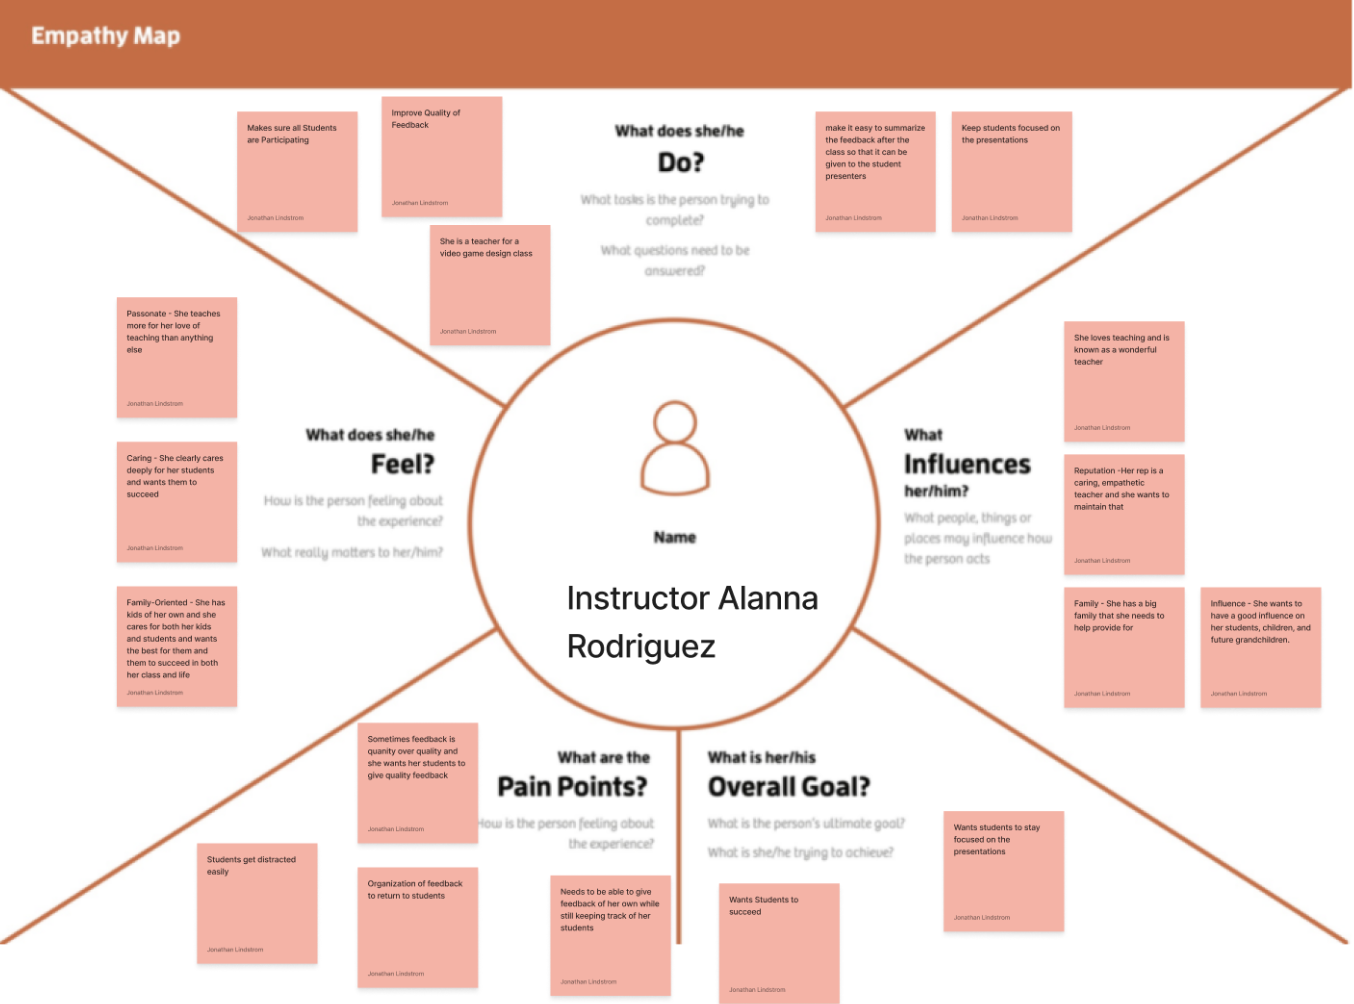 Empathy Map
Makes sure all Students
are Participating
Jonathan Lindstrom
Improve Quality of
Feedback
Jonathan Lindstrom
She is a teacher for a
video game design class
Jonathan Lindstrom
What does she/he
Do?
What tasks is the person trying to
complete?
What questions need to be
answered?
make it easy to summarize
the feedback after the
class so that it can be
given to the student
presenters
Jonathan Lindstrom
Keep students focused on
the presentations
Jonathan Lindstrom
Passonate - She teaches
more for her love of
teaching than anything
else
Jonathan Lindstrom
Caring - She clearly cares
deeply for her students
and wants them to
succeed
Jonathan Lindstrom
Family-Oriented - She has
kids of her own and she
cares for both her kids
and students and wants
the best for them and
them to succeed in both
her class and life
Jonathan Lindstrom
What does she/he
Feel?
How is the person feeling about
the experience?
What really matters to her/him?
Name
Instructor Alanna
Rodriguez
What
Influences
her/him?
What people, things or
places may influence how
the person acts
She loves teaching and is
known as a wonderful
teacher
Jonathan Lindstrom
Reputation -Her rep is a
caring, empathetic
teacher and she wants to
maintain that
Jonathan Lindstrom
Family - She has a big
family that she needs to
help provide for
Jonathan Lindstrom
Influence - She wants to
have a good influence on
her students, children, and
future grandchildren.
Jonathan Lindstrom
Sometimes feedback is
quanity over quality and
she wants her students to
give quality feedback
Jonathan Lindstrom
What are the
Pain Points?
How is the person feeling about
the experience?
Students get distracted
easily
Jonathan Lindstrom
Organization of feedback
to return to students
Jonathan Lindstrom
Needs to be able to give
feedback of her own while
still keeping track of her
students
Jonathan Lindstrom
What is her/his
Overall Goal?
What is the person's ultimate goal?
What is she/he trying to achieve?
Wants Students to
succeed
Jonathan Lindstrom
Wants students to stay
focused on the
presentations
Jonathan Lindstrom